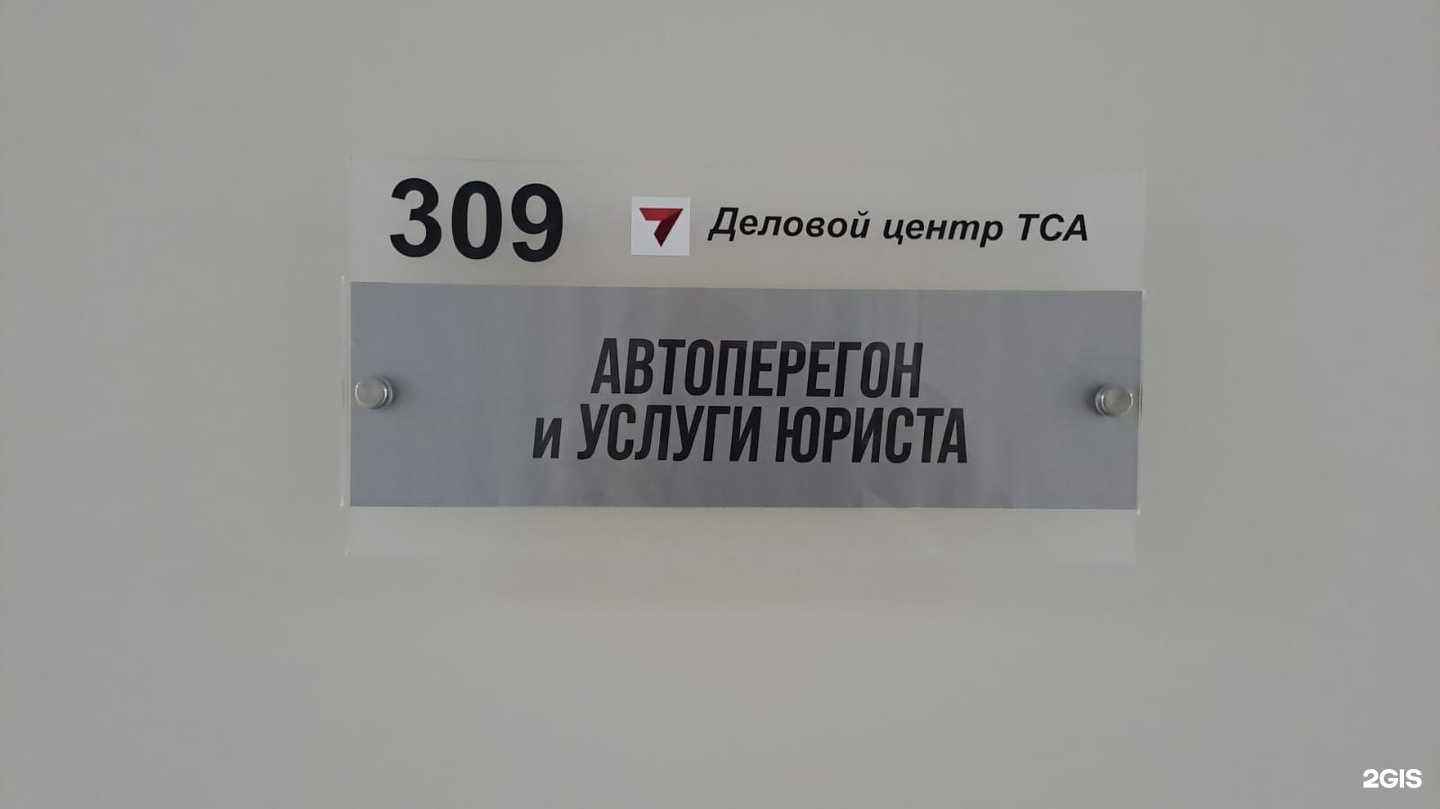 309 Деловой центр ТСА
АВТОПЕРЕГОН
и УСЛУГИ ЮРИСТА
2GIS